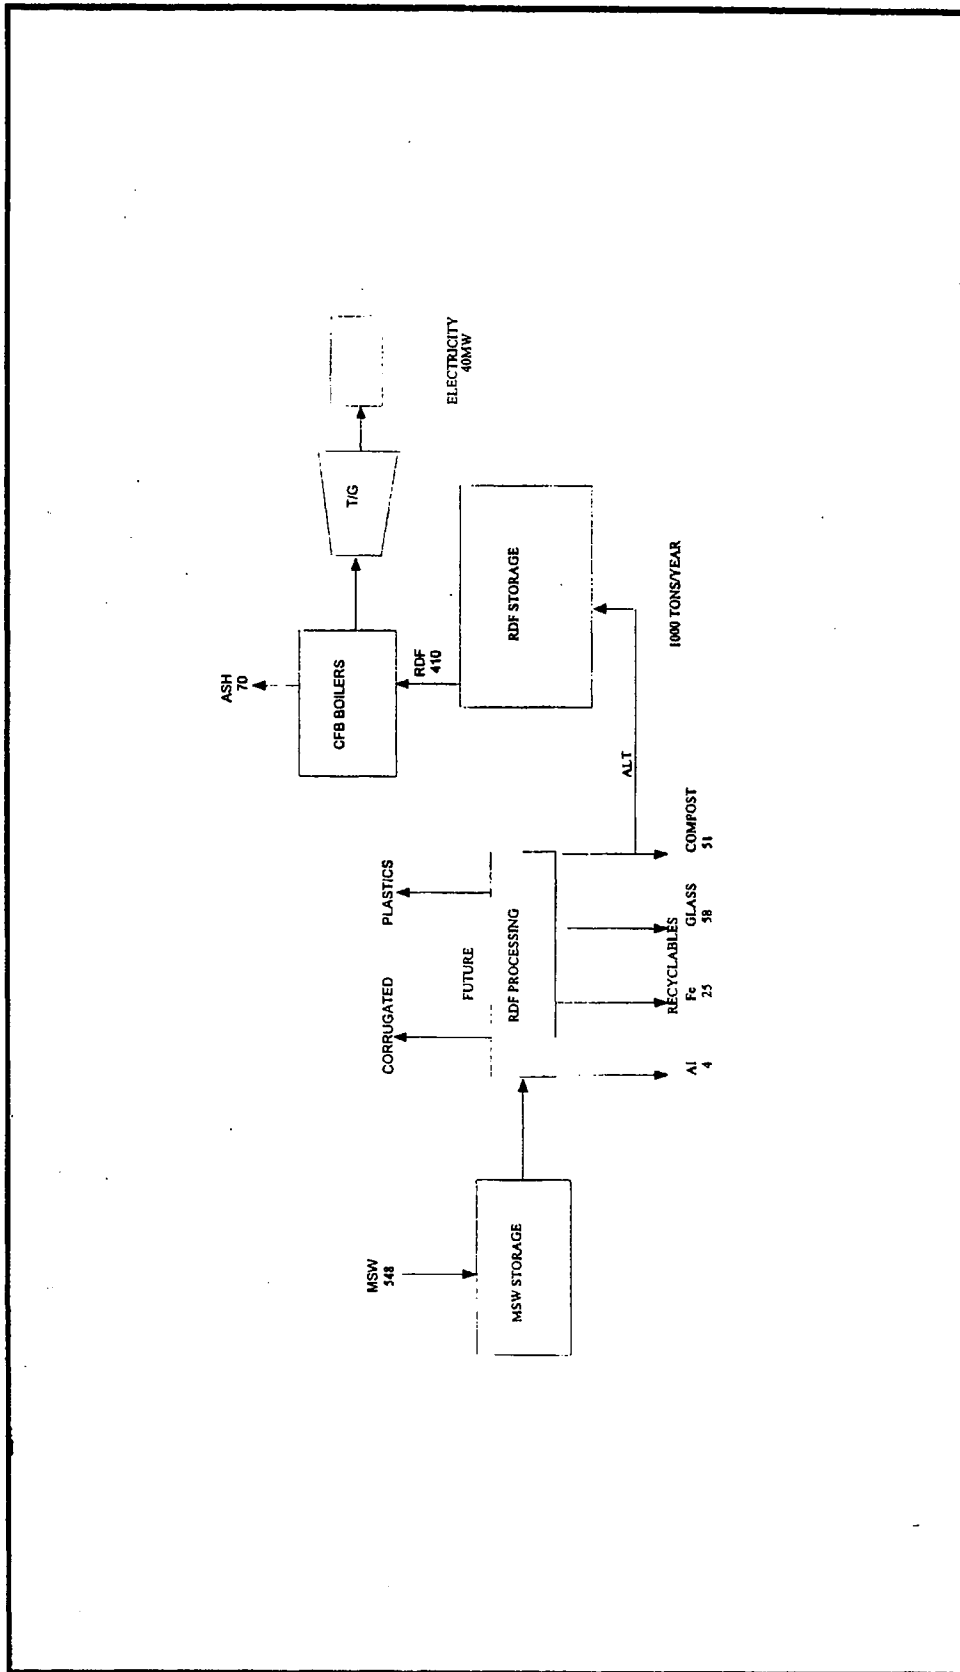 MSW
548
MSW STORAGE
CORRUGATED
PLASTICS
FUTURE
RDF PROCESSING
RECYCLABLES
Al
4
Fe
25
GLASS
58
COMPOST
51
ALT
ASH
70
CFB BOILERS
RDF
410
RDF STORAGE
1000 TONS/YEAR
T/G
ELECTRICITY
40MW